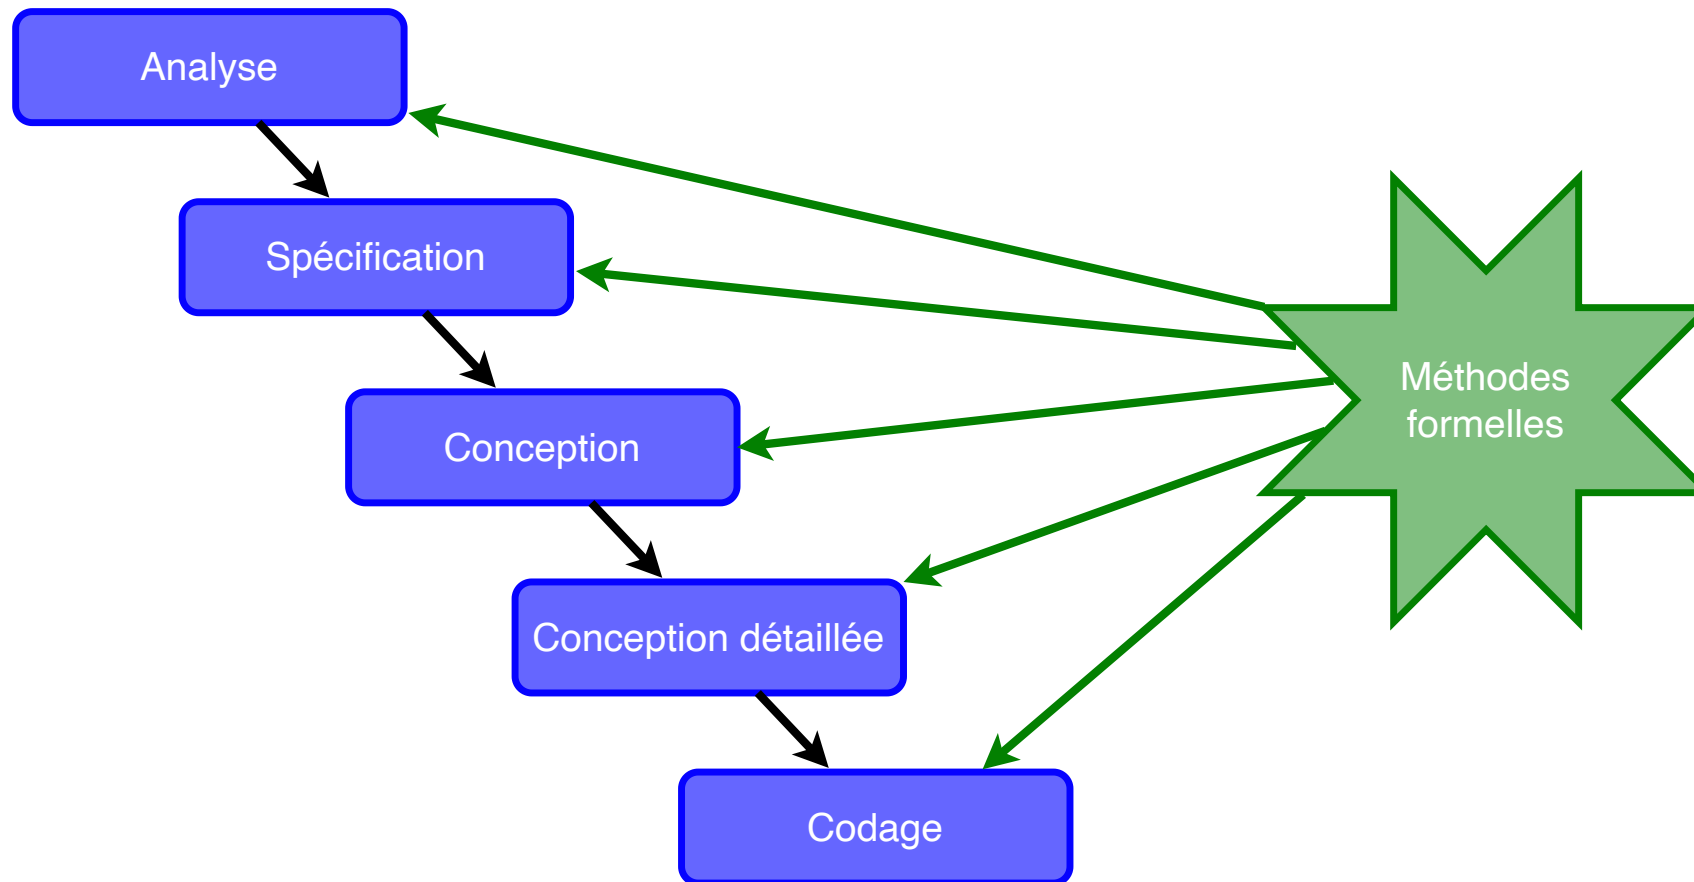 Analyse
Spécification
Conception
Conception détaillée
Codage
Méthodes
formelles